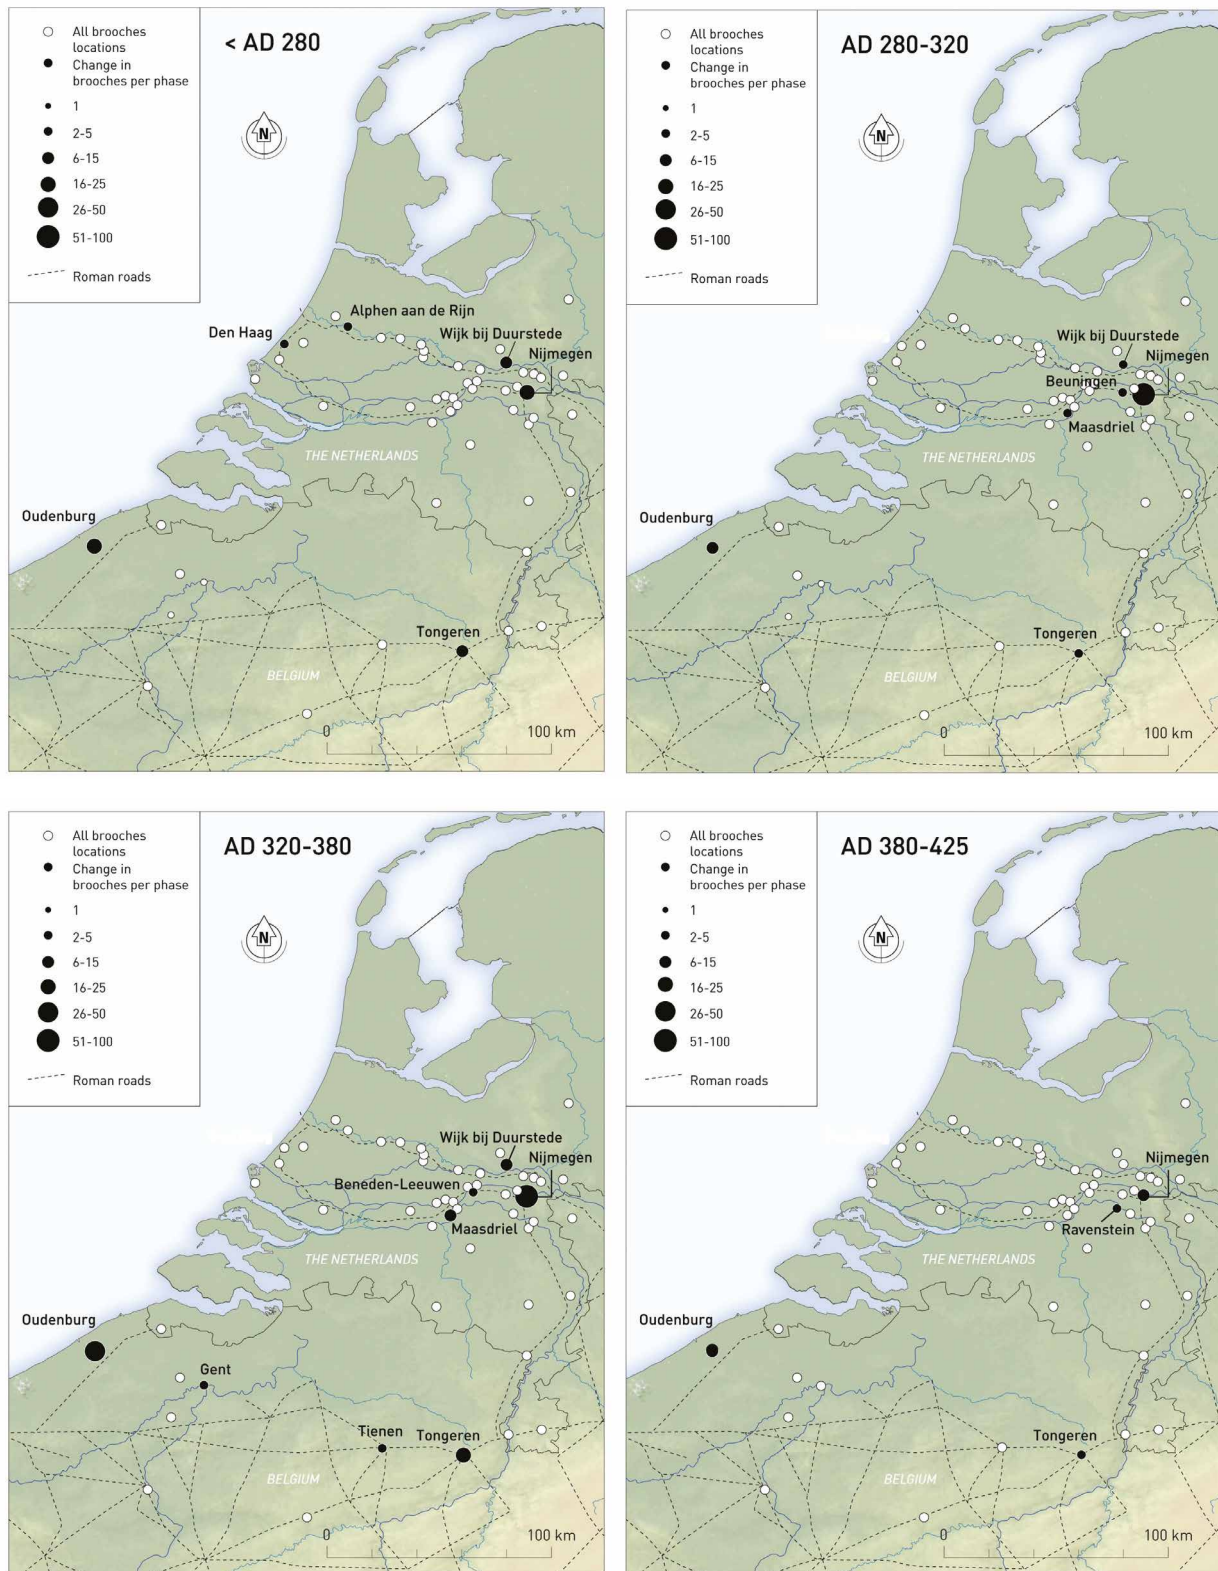 All brooches
locations
Change in
brooches per phase
1
2-5
6-15
16-25
26-50
51-100
Roman roads
< AD 280
N
Alphen aan de Rijn
Den Haag
Wijk bij Duurstede
Nijmegen
THE NETHERLANDS
Oudenburg
Tongeren
BELGIUM
0 100 km
All brooches
locations
Change in
brooches per phase
1
2-5
6-15
16-25
26-50
51-100
Roman roads
AD 280-320
N
Wijk bij Duurstede
Nijmegen
Beuningen
Maasdriel
THE NETHERLANDS
Oudenburg
Tongeren
BELGIUM
0 100 km
All brooches
locations
Change in
brooches per phase
1
2-5
6-15
16-25
26-50
51-100
Roman roads
AD 320-380
N
Wijk bij Duurstede
Nijmegen
Beneden-Leeuwen
Maasdriel
THE NETHERLANDS
Oudenburg
Gent
Tienen
Tongeren
BELGIUM
0 100 km
All brooches
locations
Change in
brooches per phase
1
2-5
6-15
16-25
26-50
51-100
Roman roads
AD 380-425
N
Nijmegen
Ravenstein
THE NETHERLANDS
Oudenburg
Tongeren
BELGIUM
0 100 km